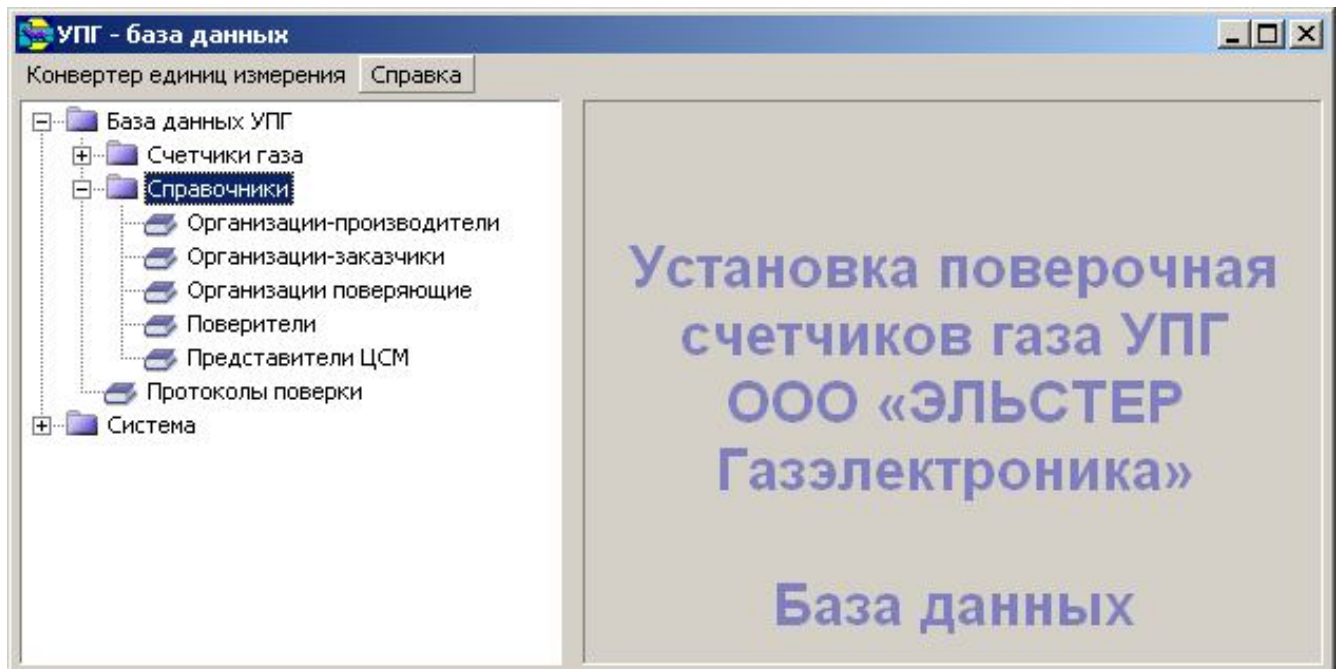 УПГ - база данных
Конвертер единиц измерения Справка
База данных УПГ
Счетчики газа
Справочники
Организации-производители
Организации-заказчики
Организации поверяющие
Поверители
Представители ЦСМ
Протоколы поверки
Система
Установка поверочная
счетчиков газа УПГ
ООО «ЭЛЬСТЕР
Газэлектроника»
База данных